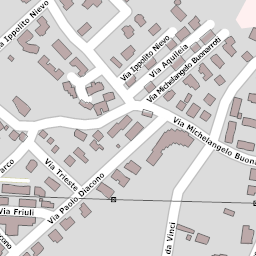 Via Ippolito Nievo
Via Ippolito Nievo
Via Aquileia
Via Michelangelo Buonarroti
Via Michelangelo Buona
arco
Via Trieste
Via Paolo Diacono
Via Friuli
da Vinci
ono